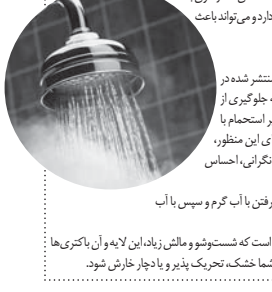 دارد و می‌تواند باعث
منتشر شده در
جلوگیری از
ر استحمام با
ی این منظور،
نگرانی، احساس
رفتن با آب گرم و سپس با آب
است که شست‌وشو و مالش زیاد، این لایه و آن باکتری‌ها
شما خشک، تحریک پذیر و یا دچار خارش شود.